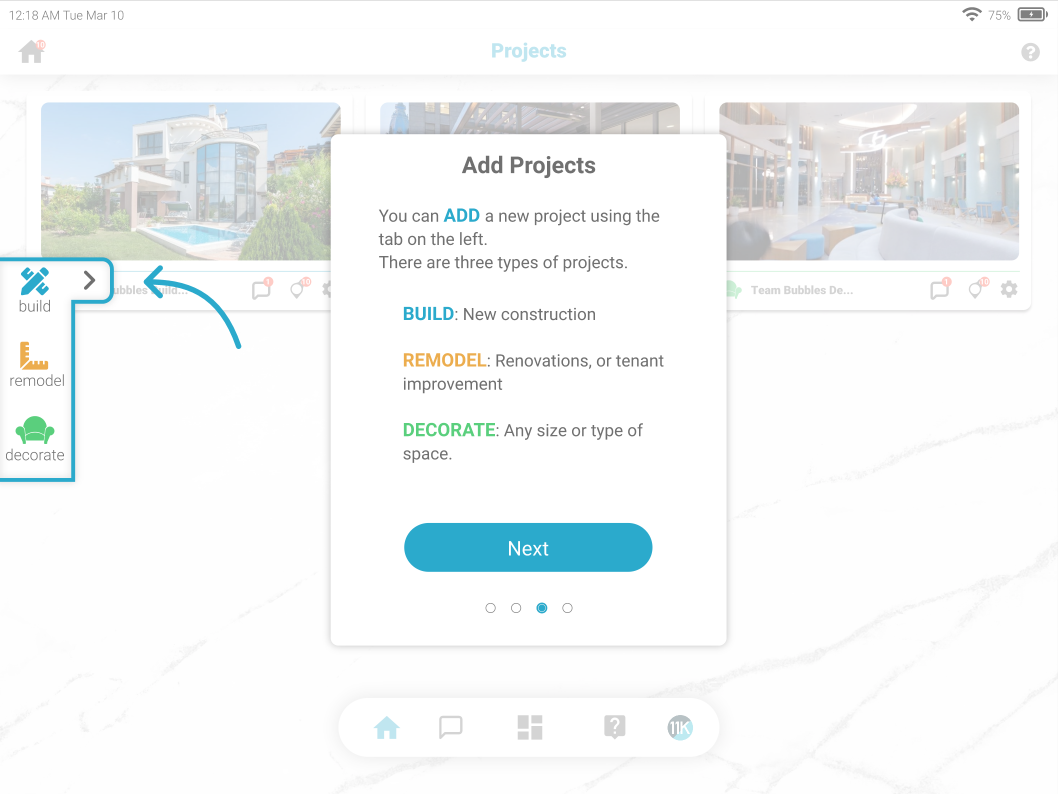 12:18 AM Tue Mar 10
75%
10
Projects
?
Add Projects
You can ADD a new project using the
tab on the left.
There are three types of projects.
BUILD: New construction
REMODEL: Renovations, or tenant
improvement
DECORATE: Any size or type of
space.
Next
build
remodel
decorate
ubbles Build...
1
10
Team Bubbles De...
1
10
?
11K